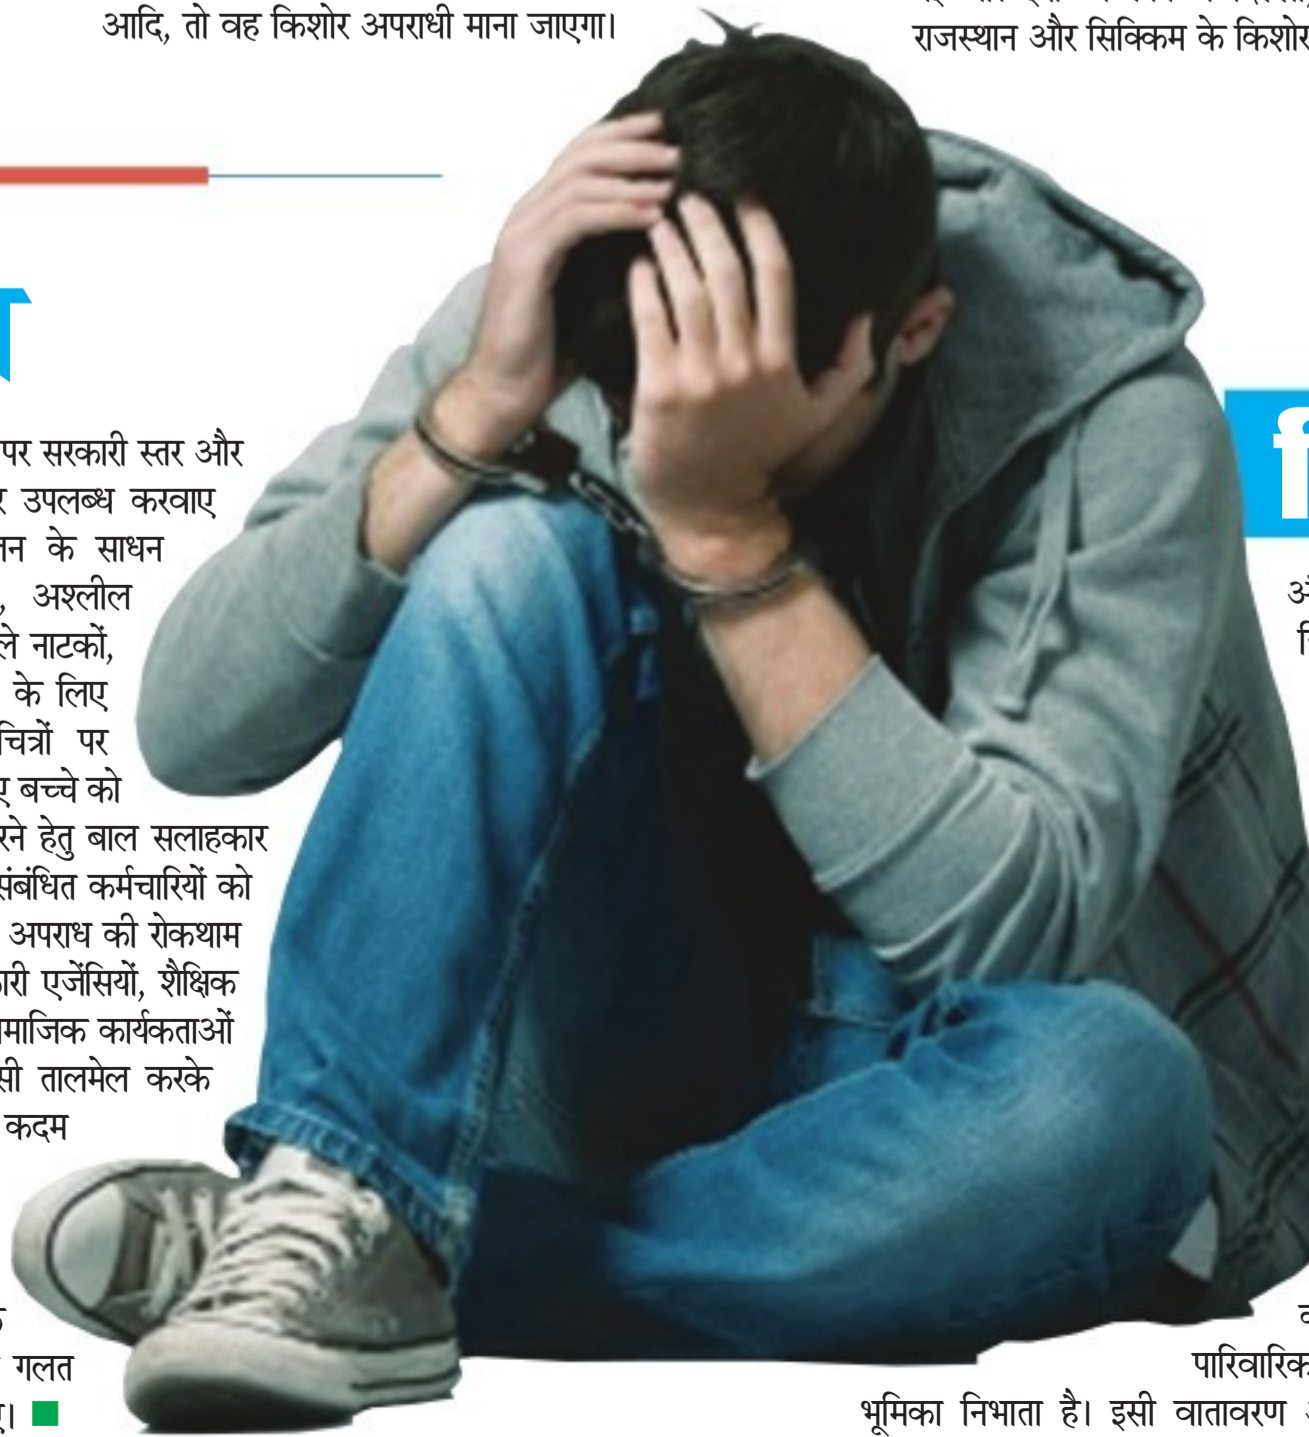 आदि, तो वह किशोर अपराधी माना जाएगा।
राजस्थान और सिक्किम के किशोर
पर सरकारी स्तर और
उपलब्ध करवाए
के साधन
अश्लील
नाटकों,
के लिए
चित्रों पर
बच्चे को
हेतु बाल सलाहकार
संबंधित कर्मचारियों को
अपराध की रोकथाम
एजेंसियों, शैक्षिक
कार्यकताओं
तालमेल करके
कदम
गलत
पारिवारिक
भूमिका निभाता है। इसी वातावरण